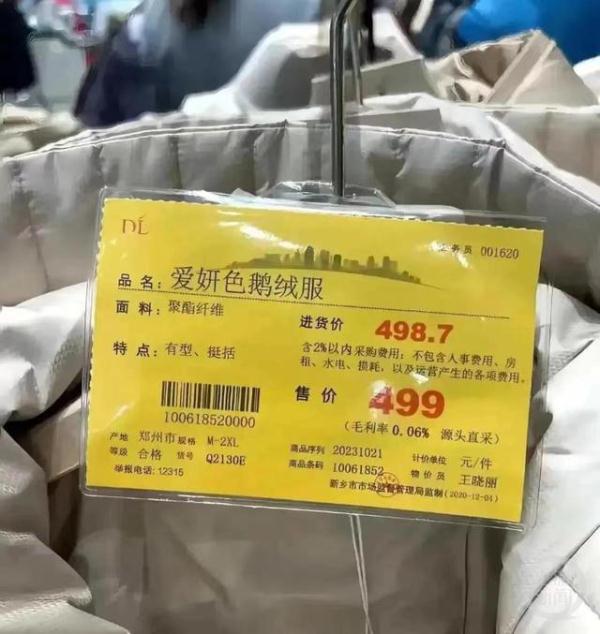 DL
务员 001620
品名: 爱妍色鹅绒服
面料: 聚酯纤维
进货价 498.7
含2%以内采购费用; 不包含人事费用、房
租、水电、损耗, 以及运营产生的各项费用。
特点: 有型、挺括
售价 499
(毛利率 0.06% 源头直采)
100618520000
产地 郑州市 规格 M-2XL
商品序列 20231021 计价单位 元/件
等级 合格 货号 Q2130E
商品条码 10061852 物价员 王晓丽
举报电话: 12315
新乡市市场监督管理局监制 (2020-12-04)